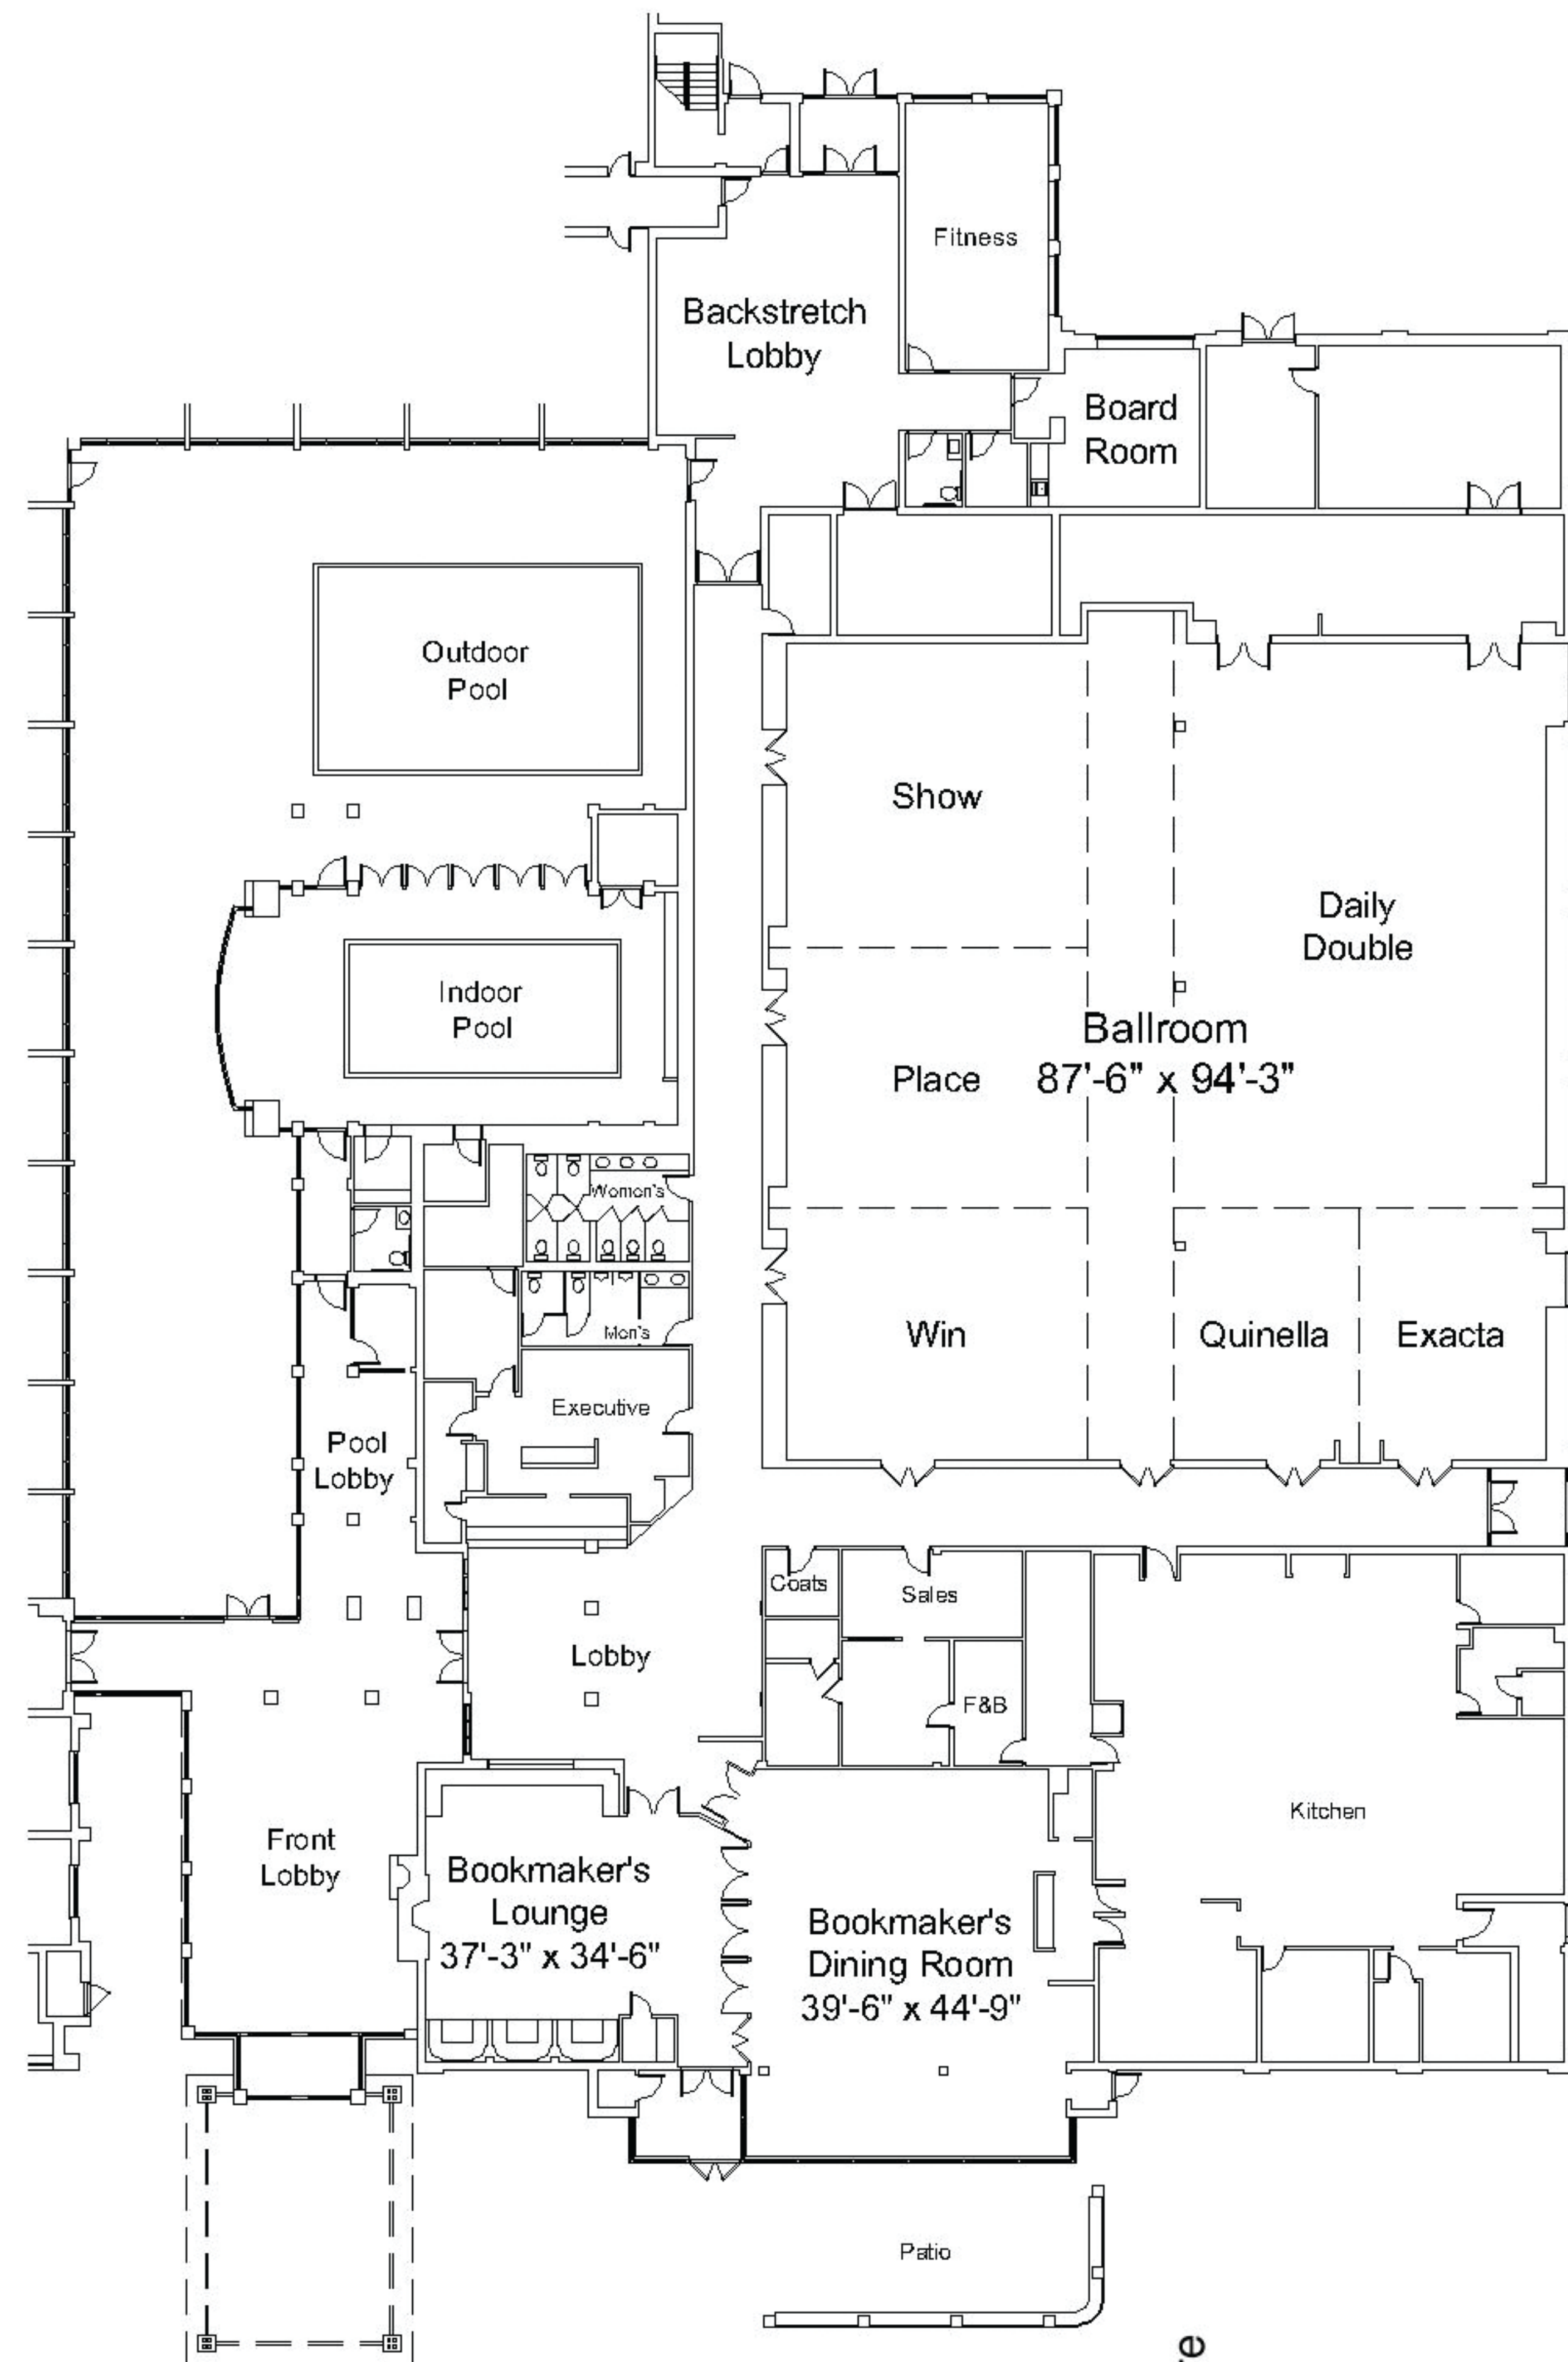 Fitness
Backstretch
Lobby
Board
Room
Outdoor
Pool
Show
Daily
Double
Indoor
Pool
Ballroom
87'-6" x 94'-3"
Place
Women's
Men's
Win
Quinella
Exacta
Executive
Pool
Lobby
Coats
Sales
Lobby
F&B
Kitchen
Front
Lobby
Bookmaker's
Lounge
37'-3" x 34'-6"
Bookmaker's
Dining Room
39'-6" x 44'-9"
Patio
e